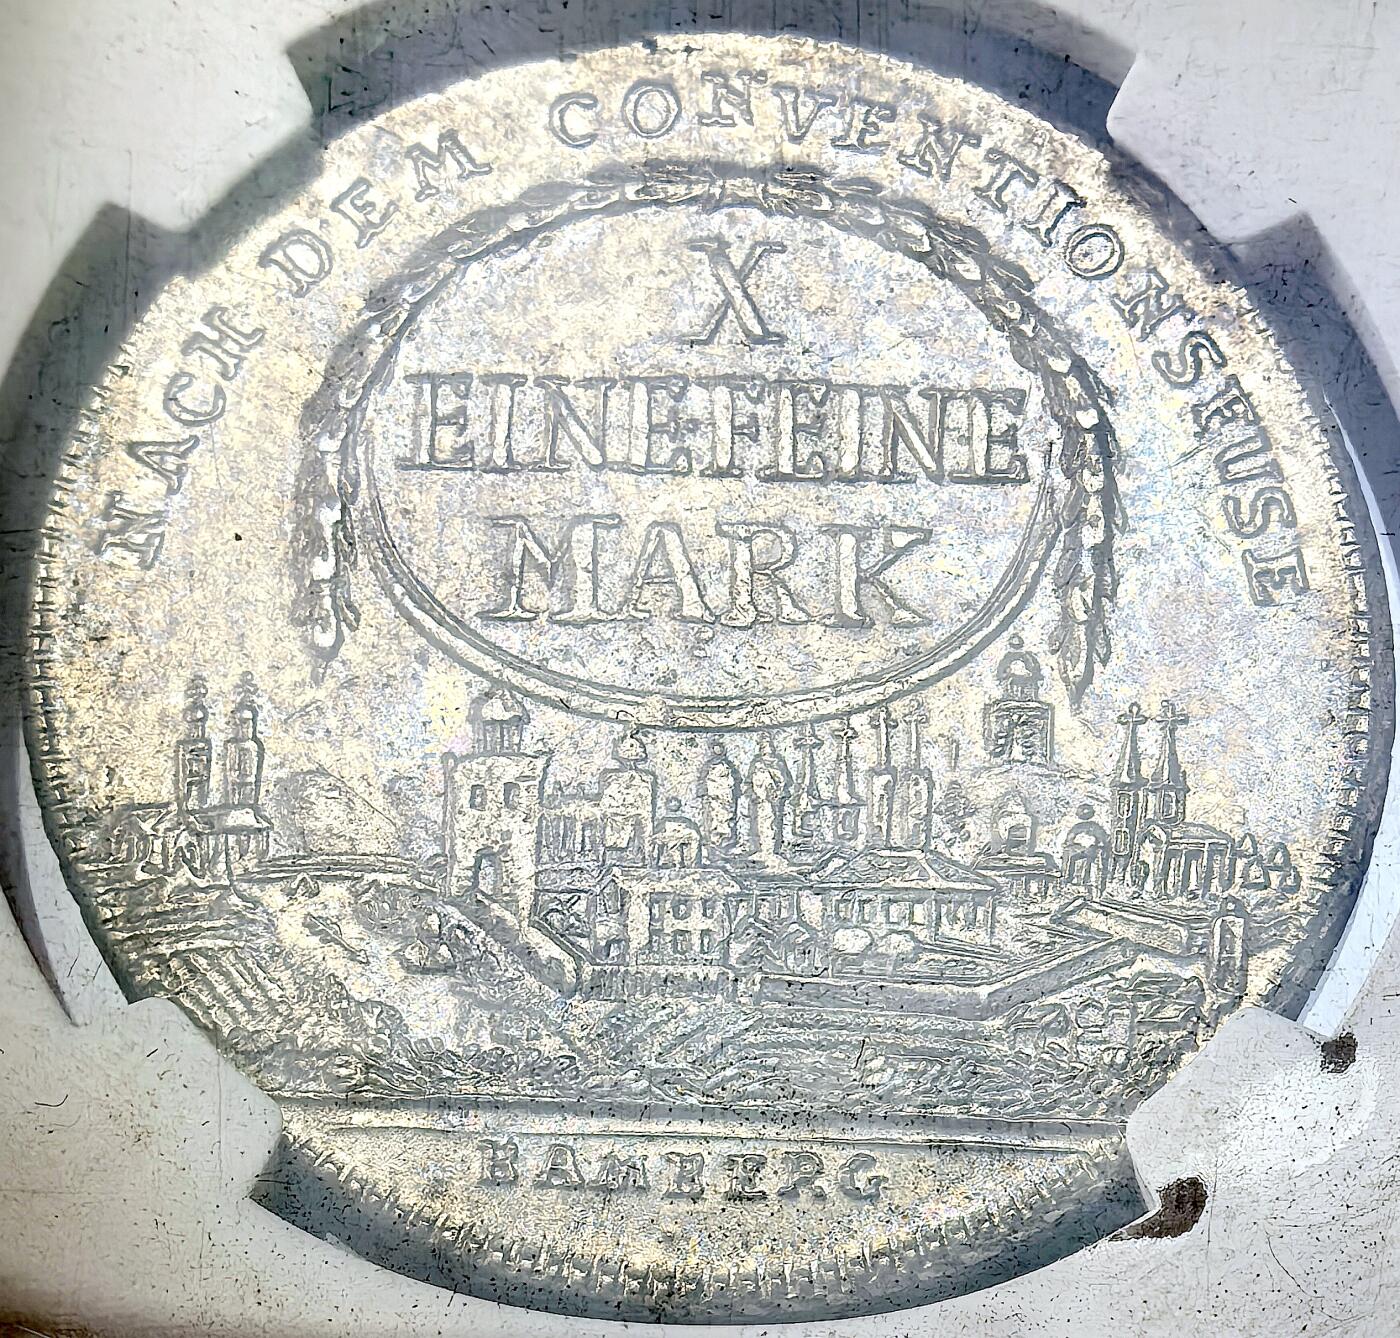 NACH DEM CONVENTIONSFUSE
X
EINE FEINE
MARK
BAMBERG